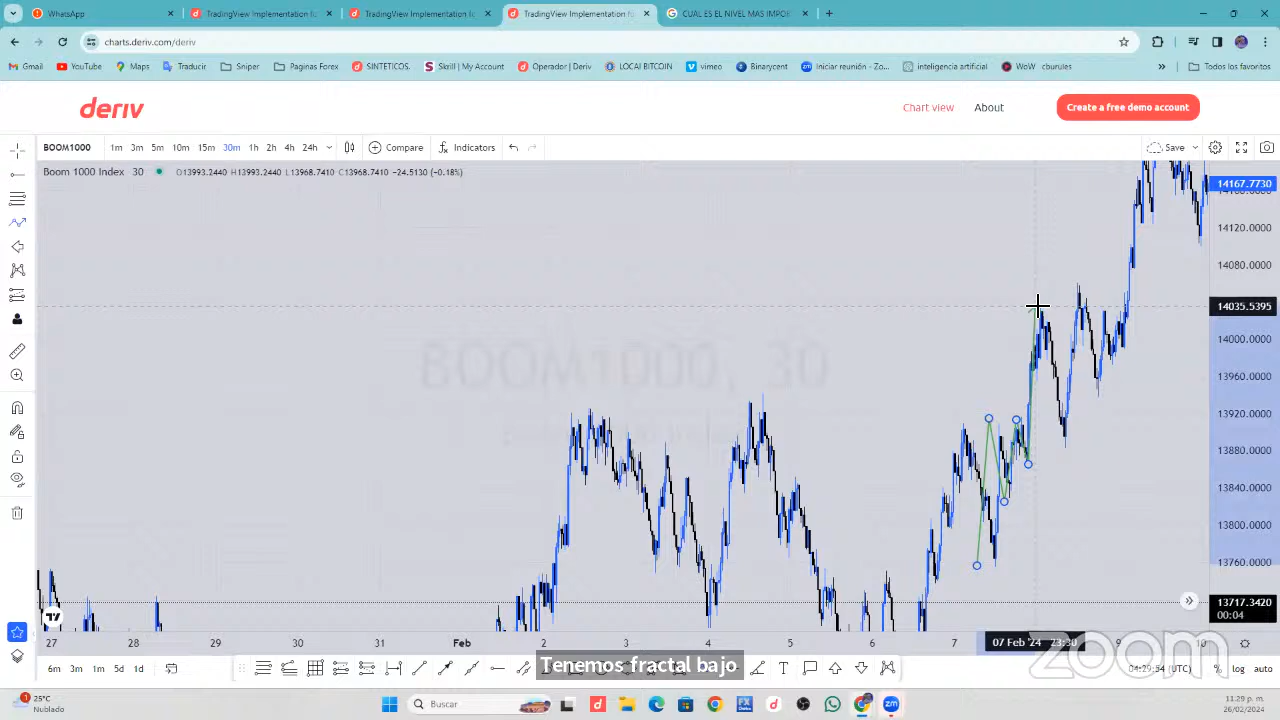 WhatsApp
TradingView Implementation fo
TradingView Implementation fo
TradingView Implementation fo
CUAL ES EL NIVEL MAS IMPOR
charts.deriv.com/deriv
Gmail
YouTube
Maps
Traducir
Sniper
Paginas Forex
SINTETICOS.
Skrill | My Account
Operador | Deriv
LOCAl BITCOIN
vimeo
Binarycent
Iniciar reunión - Zo...
inteligencia artificial
WoW - cburules
Todos los favoritos
deriv
Chart view
About
Create a free demo account
BOOM1000
1m
3m
5m
10m
15m
30m
1h
2h
4h
24h
Compare
Indicators
Save
Boom 1000 Index 30
O13993.2440 H13993.2440 L13968.7410 C13968.7410 -24.5130 (-0.18%)
14167.7730
14120.0000
14080.0000
14035.5395
14000.0000
13960.0000
13920.0000
13880.0000
13840.0000
13800.0000
13760.0000
13717.3420
00:04
BOOM1000, 30
27
28
29
30
31
Feb
2
3
4
5
6
7
07 Feb '24 23:30
9
10
6m
3m
1m
5d
1d
Tenemos fractal bajo
04:29:54 (UTC)
%
log
auto
zoom
25°C
Nublado
Buscar
11:29 p. m.
26/02/2024